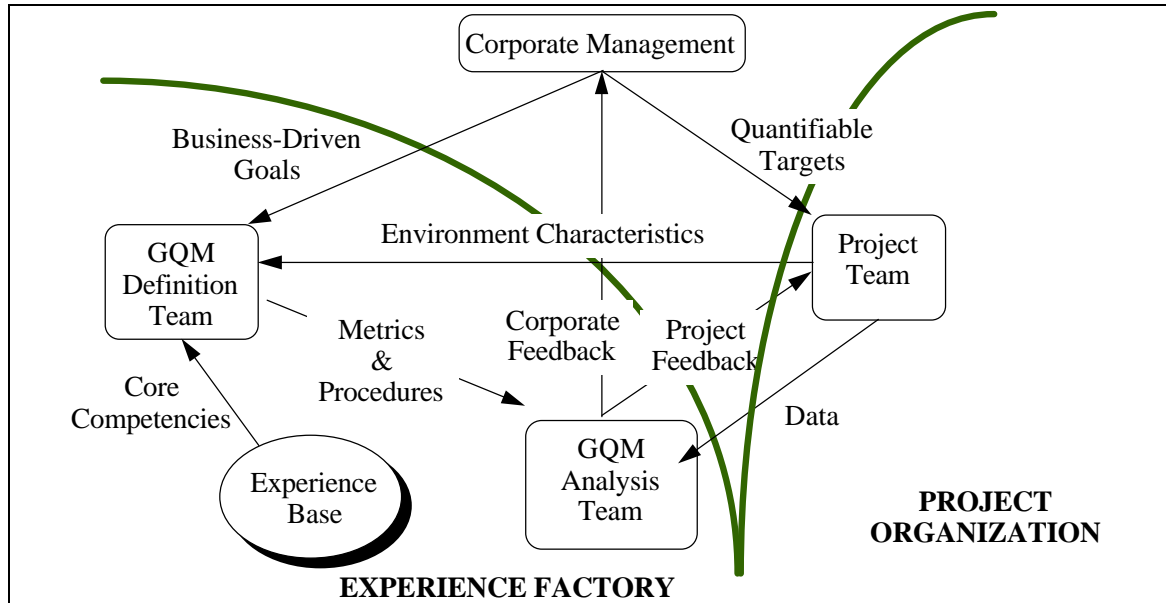 Corporate Management
Business-Driven
Goals
Quantifiable
Targets
Environment Characteristics
GQM
Definition
Team
Project
Team
Metrics
&
Procedures
Corporate
Feedback
Project
Feedback
Core
Competencies
Data
Experience
Base
GQM
Analysis
Team
PROJECT
ORGANIZATION
EXPERIENCE FACTORY